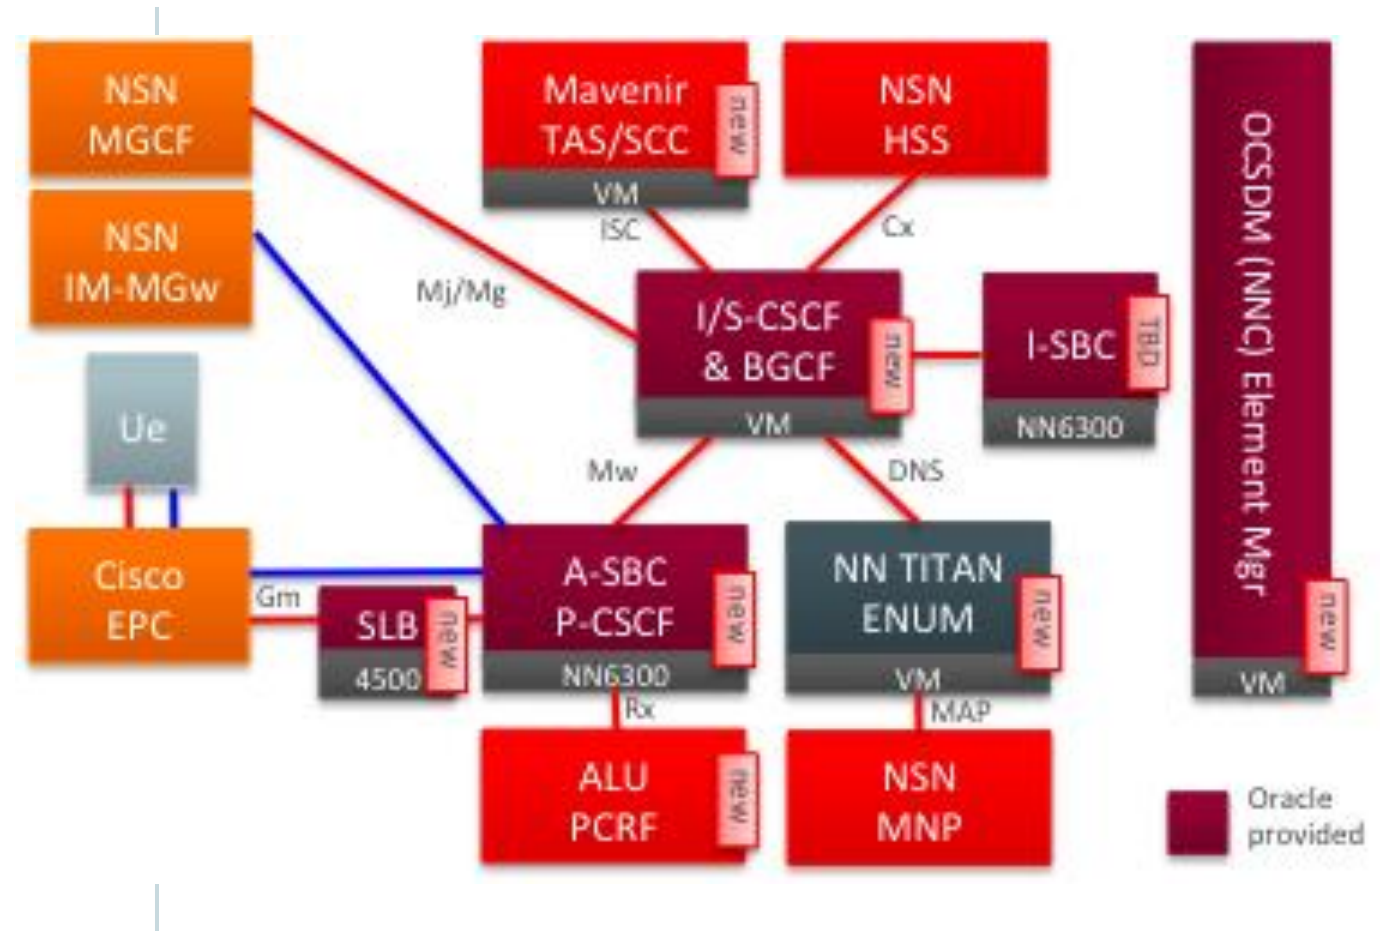 NSN
MGCF
Mavenir
TAS/SCC
new
VM
NSN
HSS
OCSDM (NNC) Element Mgr
new
VM
NSN
IM-MGw
ISC
Cx
Mj/Mg
I/S-CSCF
& BGCF
new
VM
I-SBC
TBD
NN6300
Ue
Mw
DNS
Cisco
EPC
Gm
SLB
new
4500
A-SBC
P-CSCF
new
NN6300
NN TITAN
ENUM
new
VM
Rx
MAP
ALU
PCRF
new
NSN
MNP
Oracle
provided